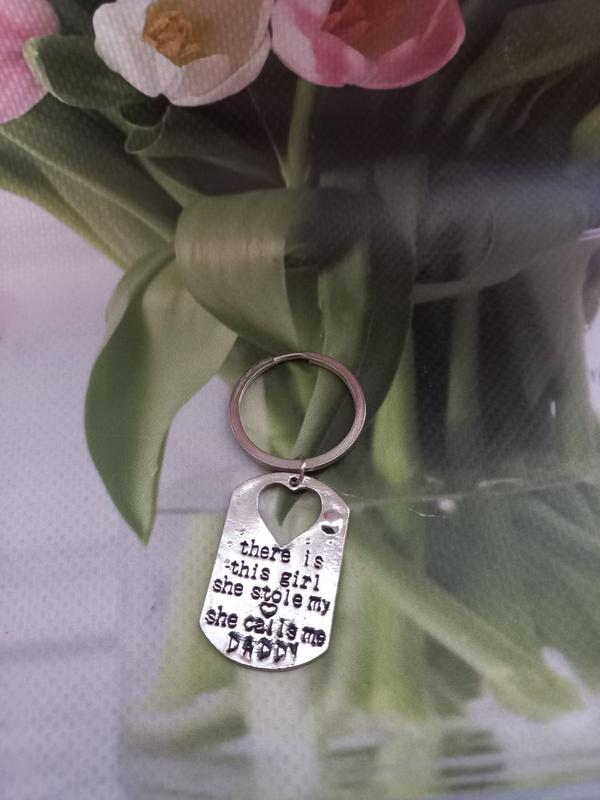 there is
this girl
she stole my
♡
she calls me
DADDY